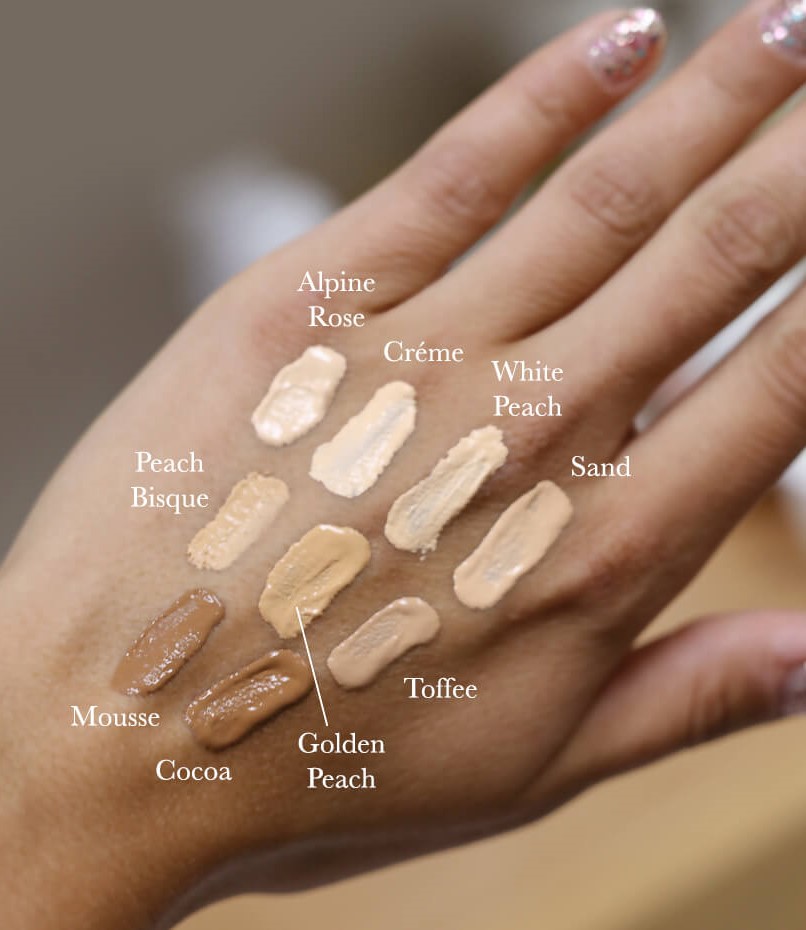 Alpine
Rose
Créme
White
Peach
Sand
Peach
Bisque
Toffee
Mousse
Golden
Peach
Cocoa